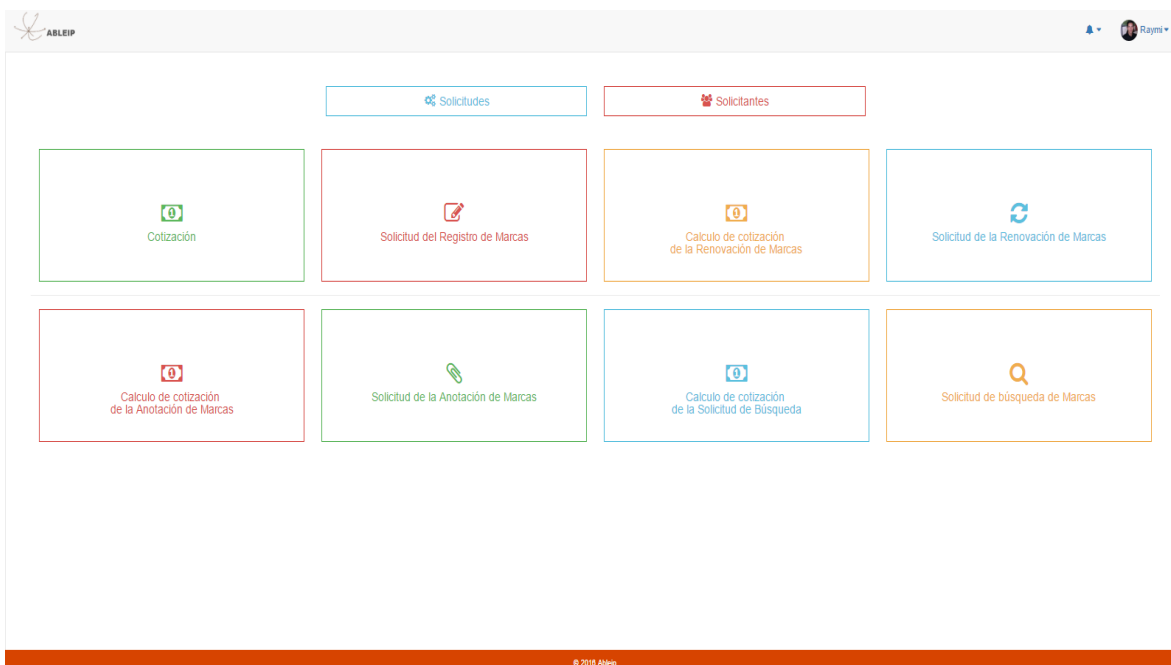 ABLEIP
Raymi
Solicitudes
Solicitantes
Cotización
Solicitud del Registro de Marcas
Calculo de cotización
de la Renovación de Marcas
Solicitud de la Renovación de Marcas
Calculo de cotización
de la Anotación de Marcas
Solicitud de la Anotación de Marcas
Calculo de cotización
de la Solicitud de Búsqueda
Solicitud de búsqueda de Marcas
© 2016 Ableip